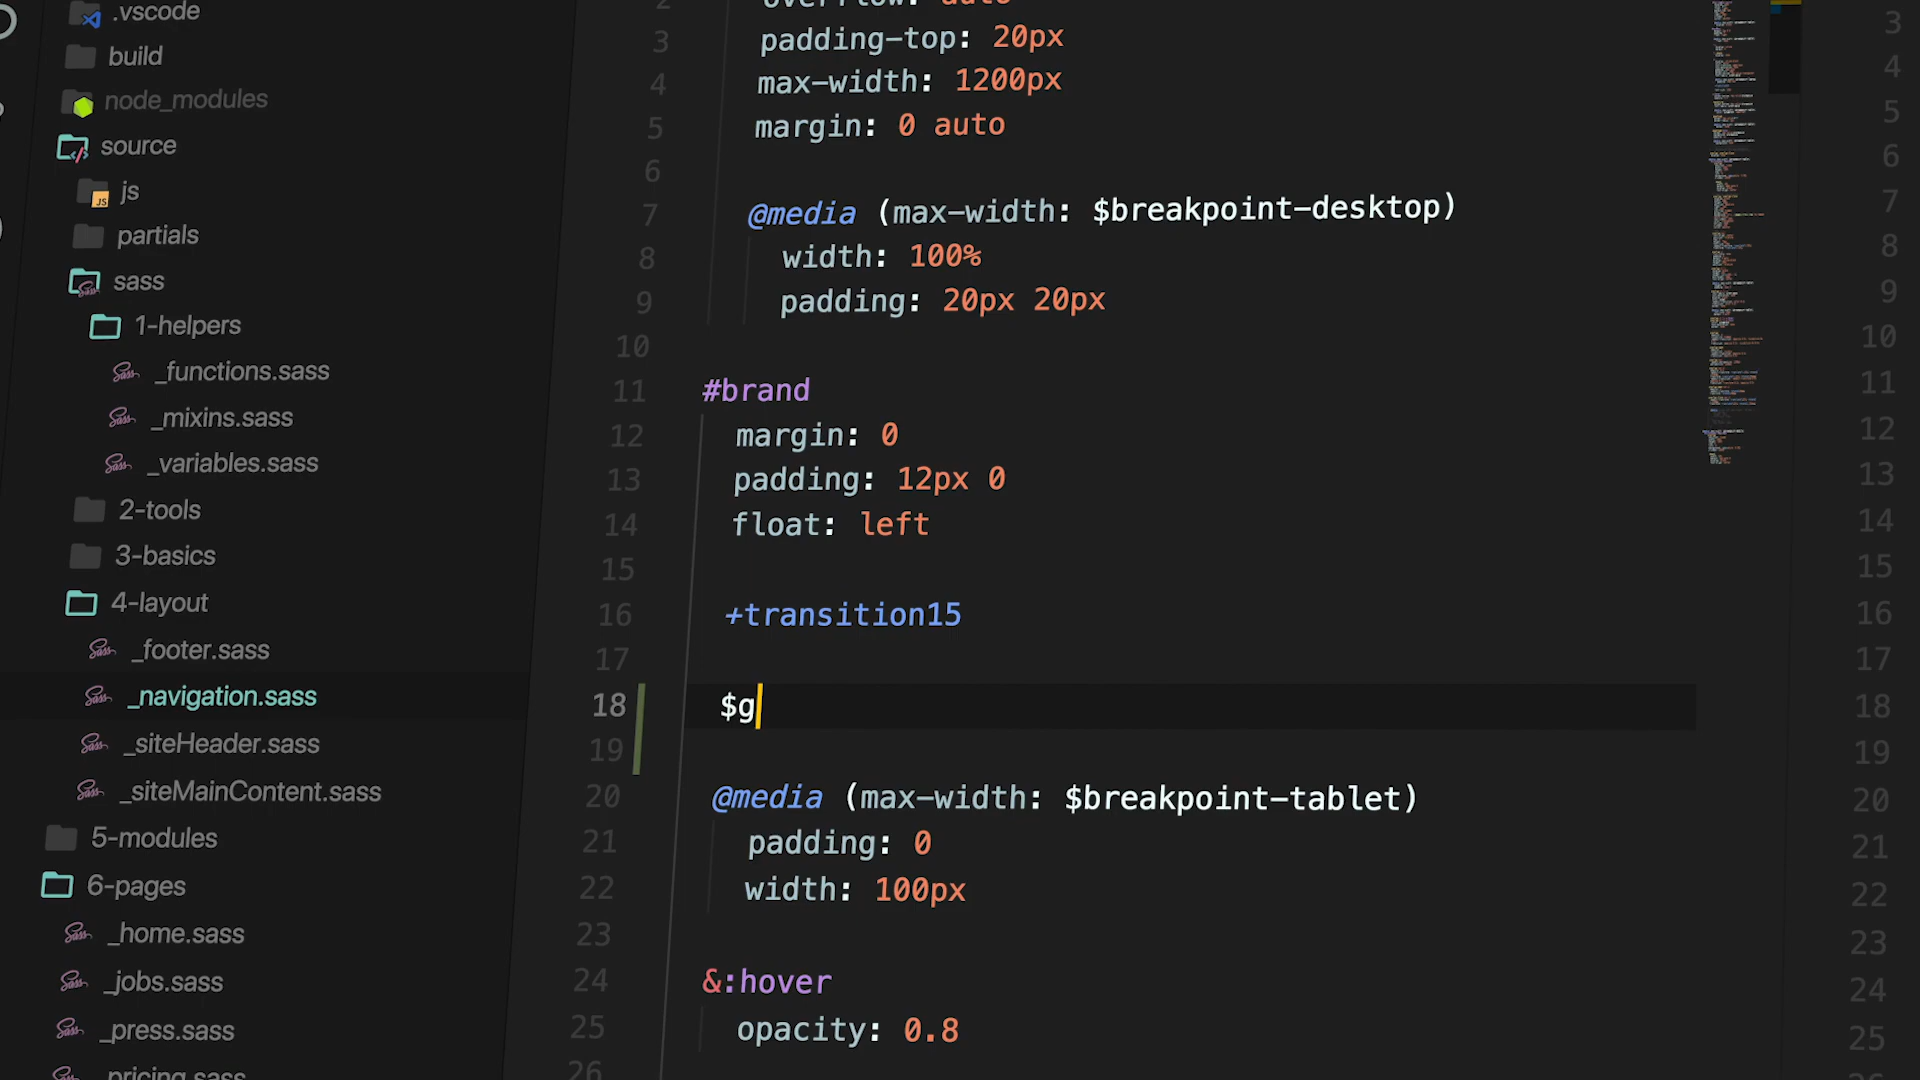 .vscode
build
node_modules
source
js
partials
sass
1-helpers
_functions.sass
_mixins.sass
_variables.sass
2-tools
3-basics
4-layout
_footer.sass
_navigation.sass
_siteHeader.sass
_siteMainContent.sass
5-modules
6-pages
_home.sass
_jobs.sass
_press.sass
_pricing.sass
2 overflow: auto
3 padding-top: 20px
4 max-width: 1200px
5 margin: 0 auto
6
7 @media (max-width: $breakpoint-desktop)
8 width: 100%
9 padding: 20px 20px
10
11 #brand
12 margin: 0
13 padding: 12px 0
14 float: left
15
16 +transition15
17
18 $g
19
20 @media (max-width: $breakpoint-tablet)
21 padding: 0
22 width: 100px
23
24 &:hover
25 opacity: 0.8
26
3
4
5
6
7
8
9
10
11
12
13
14
15
16
17
18
19
20
21
22
23
24
25